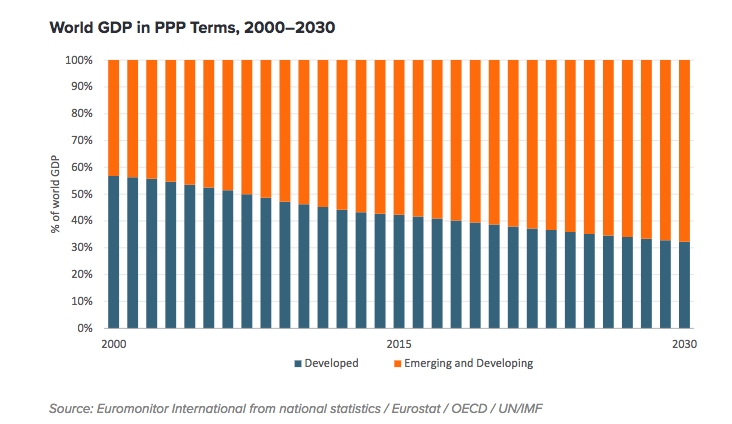 World GDP in PPP Terms, 2000–2030
100%
90%
80%
70%
60%
50%
40%
30%
20%
10%
0%
% of world GDP
2000 2015 2030
Developed Emerging and Developing
Source: Euromonitor International from national statistics / Eurostat / OECD / UN/IMF